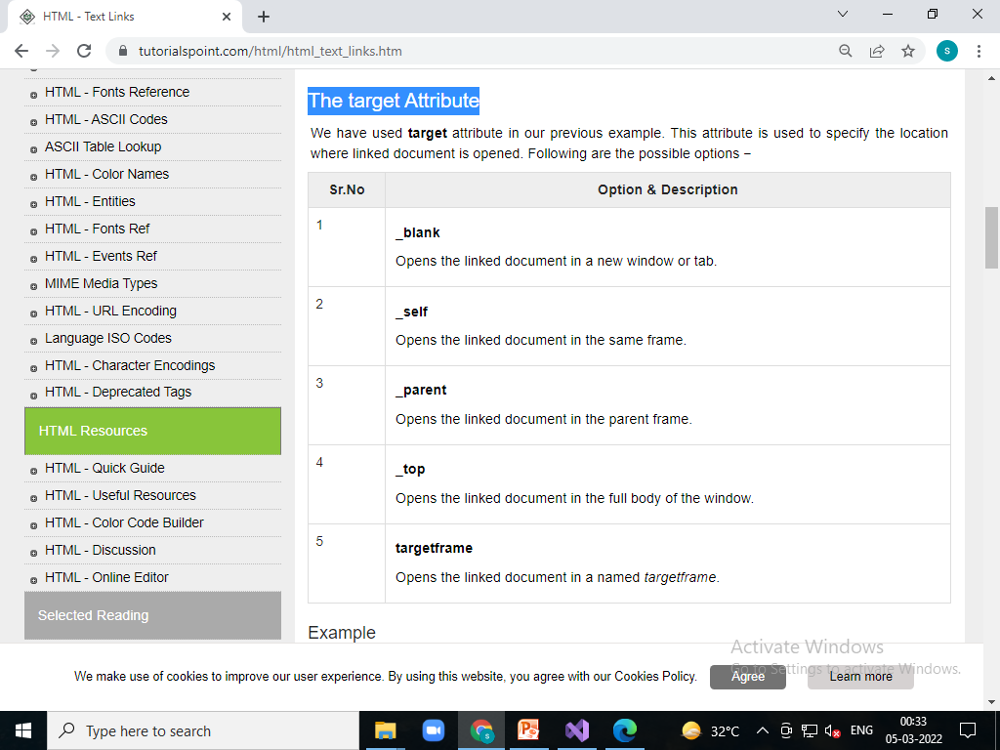 HTML - Text Links
tutorialspoint.com/html/html_text_links.htm
S
HTML - Fonts Reference
HTML - ASCII Codes
ASCII Table Lookup
HTML - Color Names
HTML - Entities
HTML - Fonts Ref
HTML - Events Ref
MIME Media Types
HTML - URL Encoding
Language ISO Codes
HTML - Character Encodings
HTML - Deprecated Tags
HTML Resources
HTML - Quick Guide
HTML - Useful Resources
HTML - Color Code Builder
HTML - Discussion
HTML - Online Editor
Selected Reading
The target Attribute
We have used target attribute in our previous example. This attribute is used to specify the location
where linked document is opened. Following are the possible options −
Sr.No Option & Description
1 _blank
Opens the linked document in a new window or tab.
2 _self
Opens the linked document in the same frame.
3 _parent
Opens the linked document in the parent frame.
4 _top
Opens the linked document in the full body of the window.
5 targetframe
Opens the linked document in a named targetframe.
Example
Activate Windows
Go to Settings to activate Windows.
We make use of cookies to improve our user experience. By using this website, you agree with our Cookies Policy. Agree Learn more
Type here to search
32°C ENG
00:33
05-03-2022